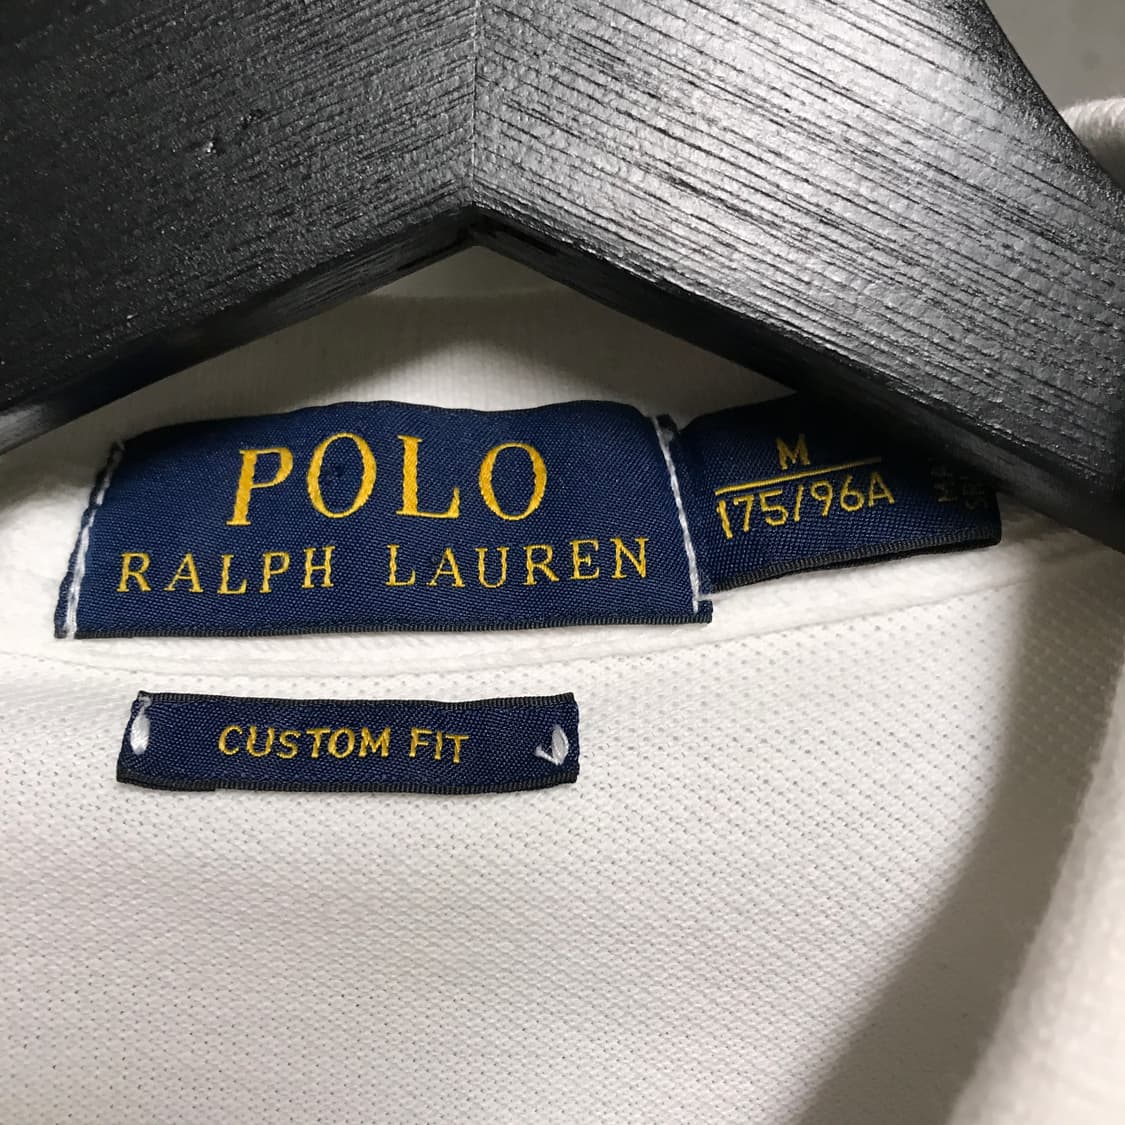 POLO
RALPH LAUREN
M
175/96A
CUSTOM FIT